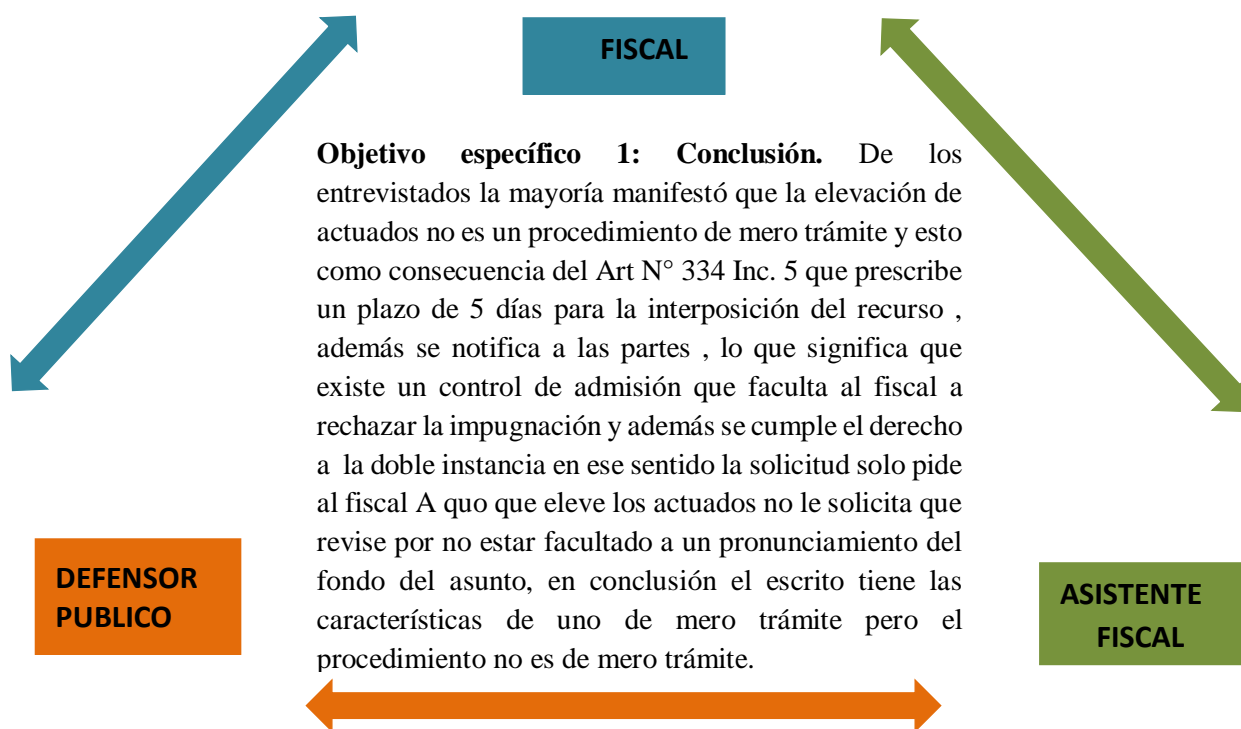 FISCAL
Objetivo específico 1: Conclusión. De los
entrevistados la mayoría manifestó que la elevación de
actuados no es un procedimiento de mero trámite y esto
como consecuencia del Art N° 334 Inc. 5 que prescribe
un plazo de 5 días para la interposición del recurso ,
además se notifica a las partes , lo que significa que
existe un control de admisión que faculta al fiscal a
rechazar la impugnación y además se cumple el derecho
a la doble instancia en ese sentido la solicitud solo pide
al fiscal A quo que eleve los actuados no le solicita que
revise por no estar facultado a un pronunciamiento del
fondo del asunto, en conclusión el escrito tiene las
características de uno de mero trámite pero el
procedimiento no es de mero trámite.
DEFENSOR
PUBLICO
ASISTENTE
FISCAL